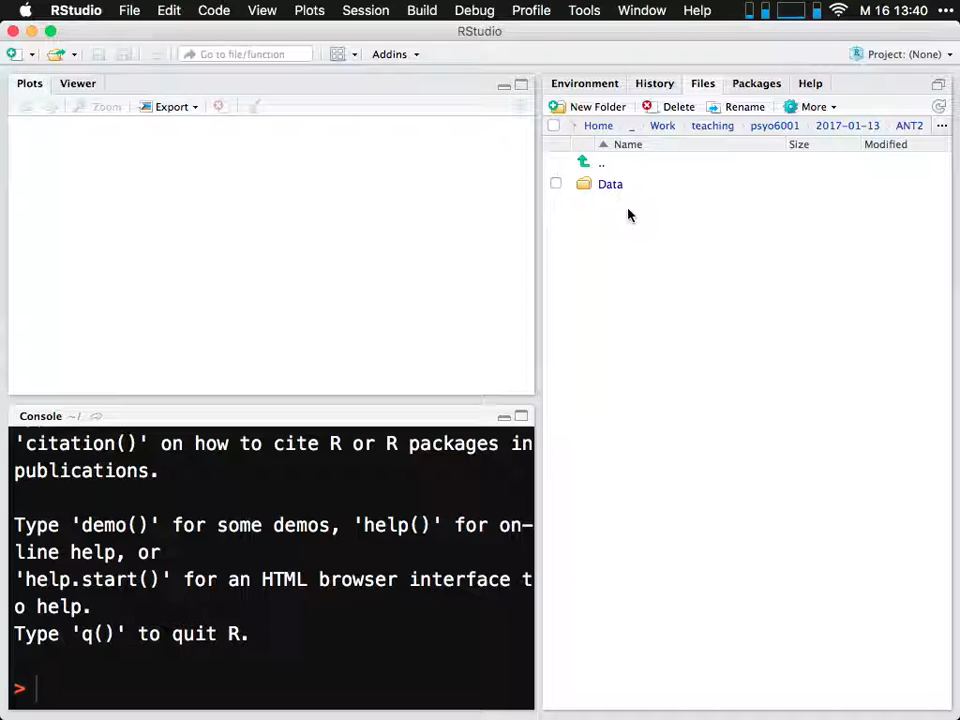 RStudio File Edit Code View Plots Session Build Debug Profile Tools Window Help M 16 13:40
RStudio
Go to file/function Addins Project: (None)
Plots Viewer
Zoom Export
Console ~/
'citation()' on how to cite R or R packages in
publications.
Type 'demo()' for some demos, 'help()' for on-
line help, or
'help.start()' for an HTML browser interface t
o help.
Type 'q()' to quit R.
>
Environment History Files Packages Help
New Folder Delete Rename More
Home _ Work teaching psyo6001 2017-01-13 ANT2 ...
Name Size Modified
..
Data